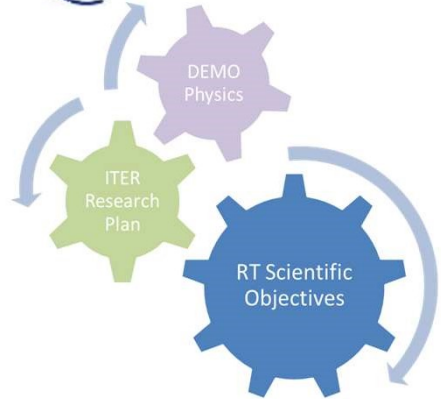 DEMO
Physics
ITER
Research
Plan
RT Scientific
Objectives